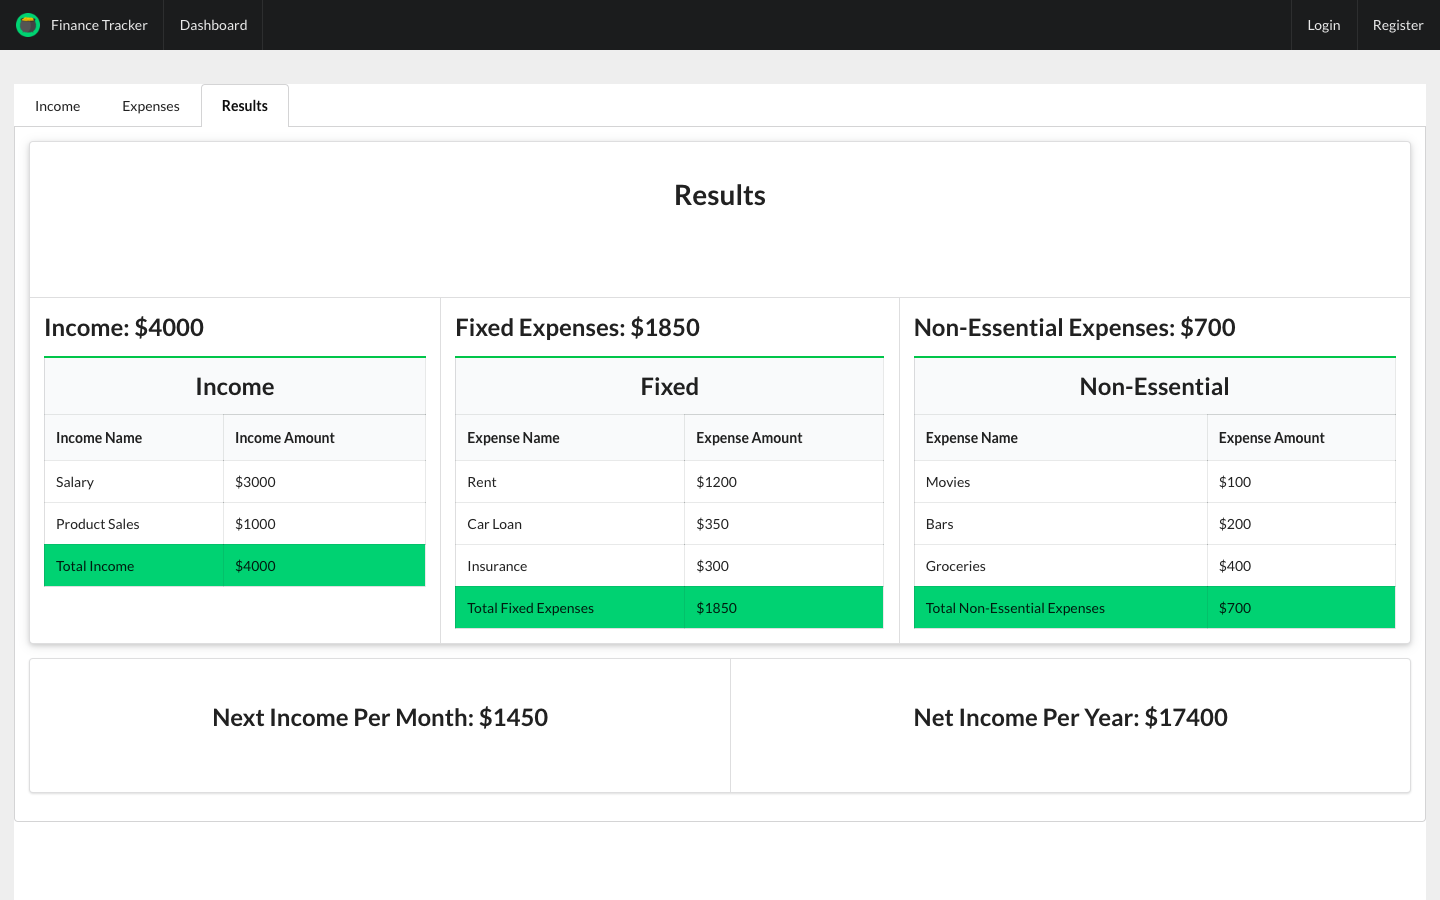 Finance Tracker Dashboard Login Register
Income Expenses Results
Results
Income: $4000
Income
Income Name Income Amount
Salary $3000
Product Sales $1000
Total Income $4000
Fixed Expenses: $1850
Fixed
Expense Name Expense Amount
Rent $1200
Car Loan $350
Insurance $300
Total Fixed Expenses $1850
Non-Essential Expenses: $700
Non-Essential
Expense Name Expense Amount
Movies $100
Bars $200
Groceries $400
Total Non-Essential Expenses $700
Next Income Per Month: $1450
Net Income Per Year: $17400